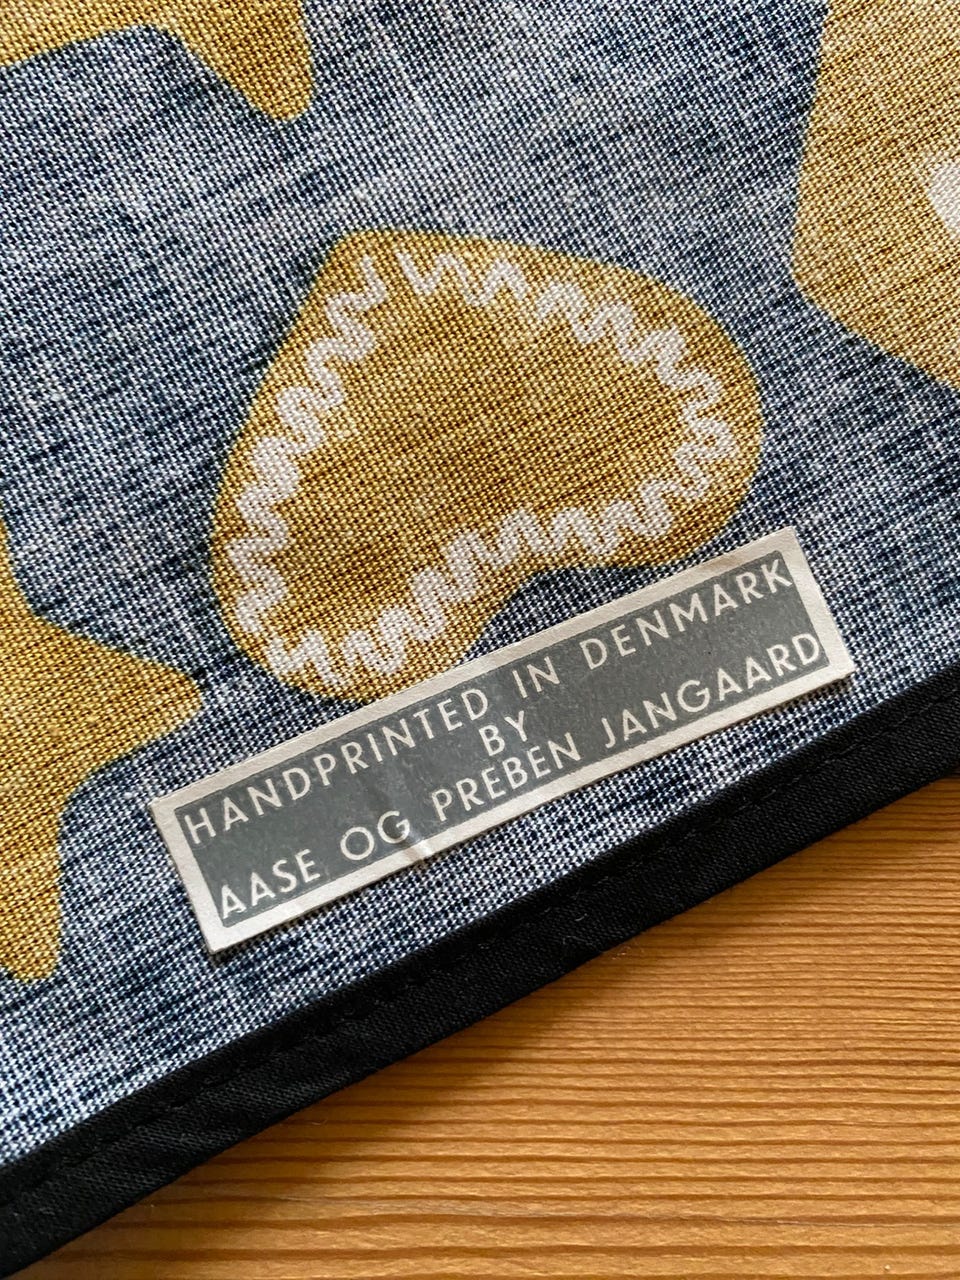 HANDPRINTED IN DENMARK
BY
AASE OG PREBEN JANGAARD